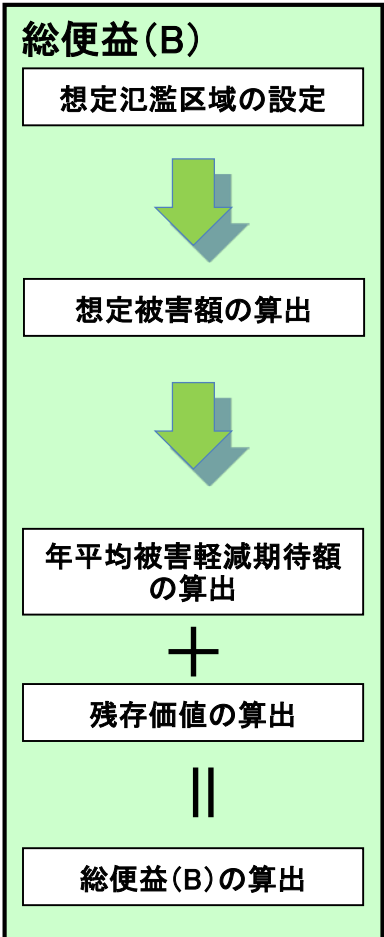 総便益(B)
想定氾濫区域の設定
想定被害額の算出
年平均被害軽減期待額
の算出
+
残存価値の算出
||
総便益(B)の算出